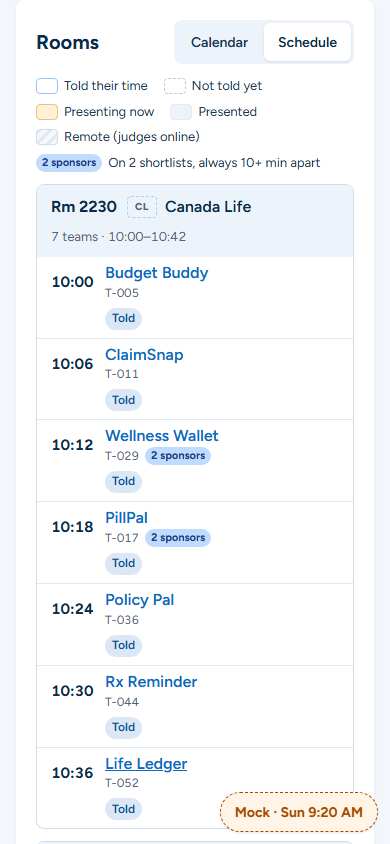 Rooms
Calendar
Schedule
Told their time
Not told yet
Presenting now
Presented
Remote (judges online)
2 sponsors On 2 shortlists, always 10+ min apart
Rm 2230 CL Canada Life
7 teams · 10:00–10:42
10:00
Budget Buddy
T-005
Told
10:06
ClaimSnap
T-011
Told
10:12
Wellness Wallet
T-029 2 sponsors
Told
10:18
PillPal
T-017 2 sponsors
Told
10:24
Policy Pal
T-036
Told
10:30
Rx Reminder
T-044
Told
10:36
Life Ledger
T-052
Told
Mock · Sun 9:20 AM